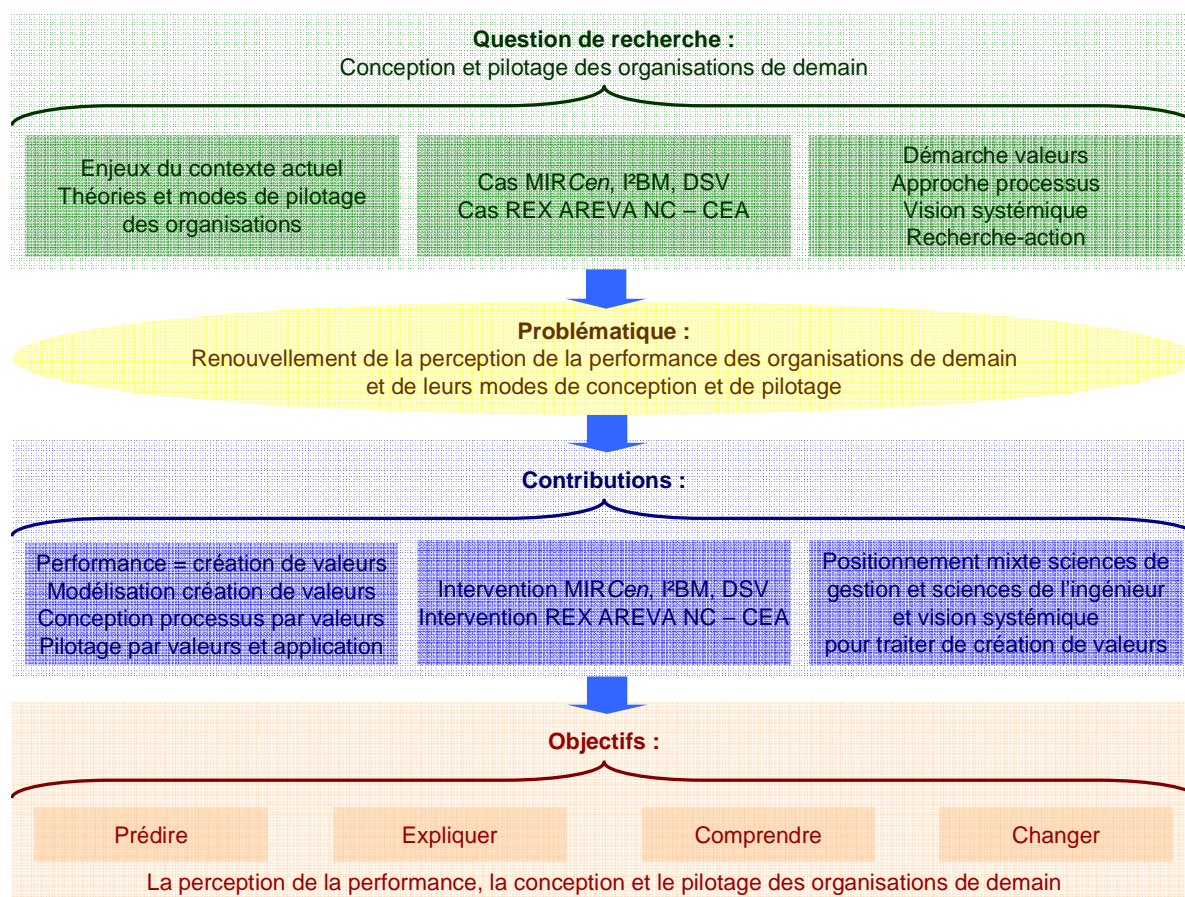 Question de recherche :
Conception et pilotage des organisations de demain
Enjeux du contexte actuel
Théories et modes de pilotage
des organisations
Cas MIRCen, I²BM, DSV
Cas REX AREVA NC – CEA
Démarche valeurs
Approche processus
Vision systémique
Recherche-action
Problématique :
Renouvellement de la perception de la performance des organisations de demain
et de leurs modes de conception et de pilotage
Contributions :
Performance = création de valeurs
Modélisation création de valeurs
Conception processus par valeurs
Pilotage par valeurs et application
Intervention MIRCen, I²BM, DSV
Intervention REX AREVA NC – CEA
Positionnement mixte sciences de
gestion et sciences de l'ingénieur
et vision systémique
pour traiter de création de valeurs
Objectifs :
Prédire
Expliquer
Comprendre
Changer
La perception de la performance, la conception et le pilotage des organisations de demain